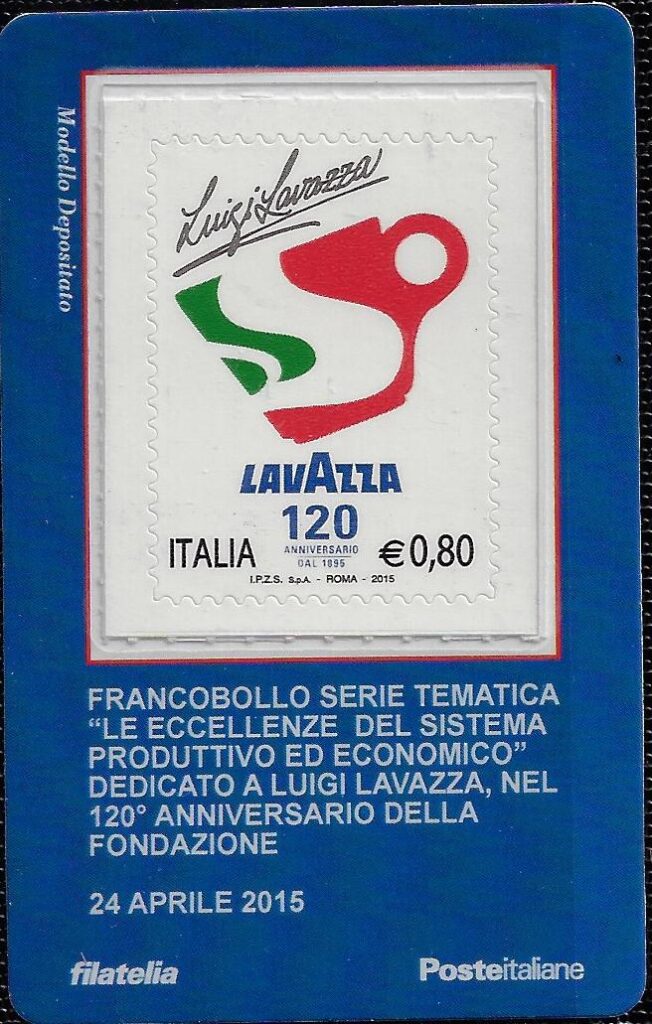 Modello Depositato
Luigi Lavazza
LAVAZZA
120
ANNIVERSARIO
DAL 1895
ITALIA
€0,80
I.P.Z.S. S.p.A. - ROMA - 2015
FRANCOBOLLO SERIE TEMATICA
“LE ECCELLENZE DEL SISTEMA
PRODUTTIVO ED ECONOMICO”
DEDICATO A LUIGI LAVAZZA, NEL
120° ANNIVERSARIO DELLA
FONDAZIONE
24 APRILE 2015
filatelia
Posteitaliane